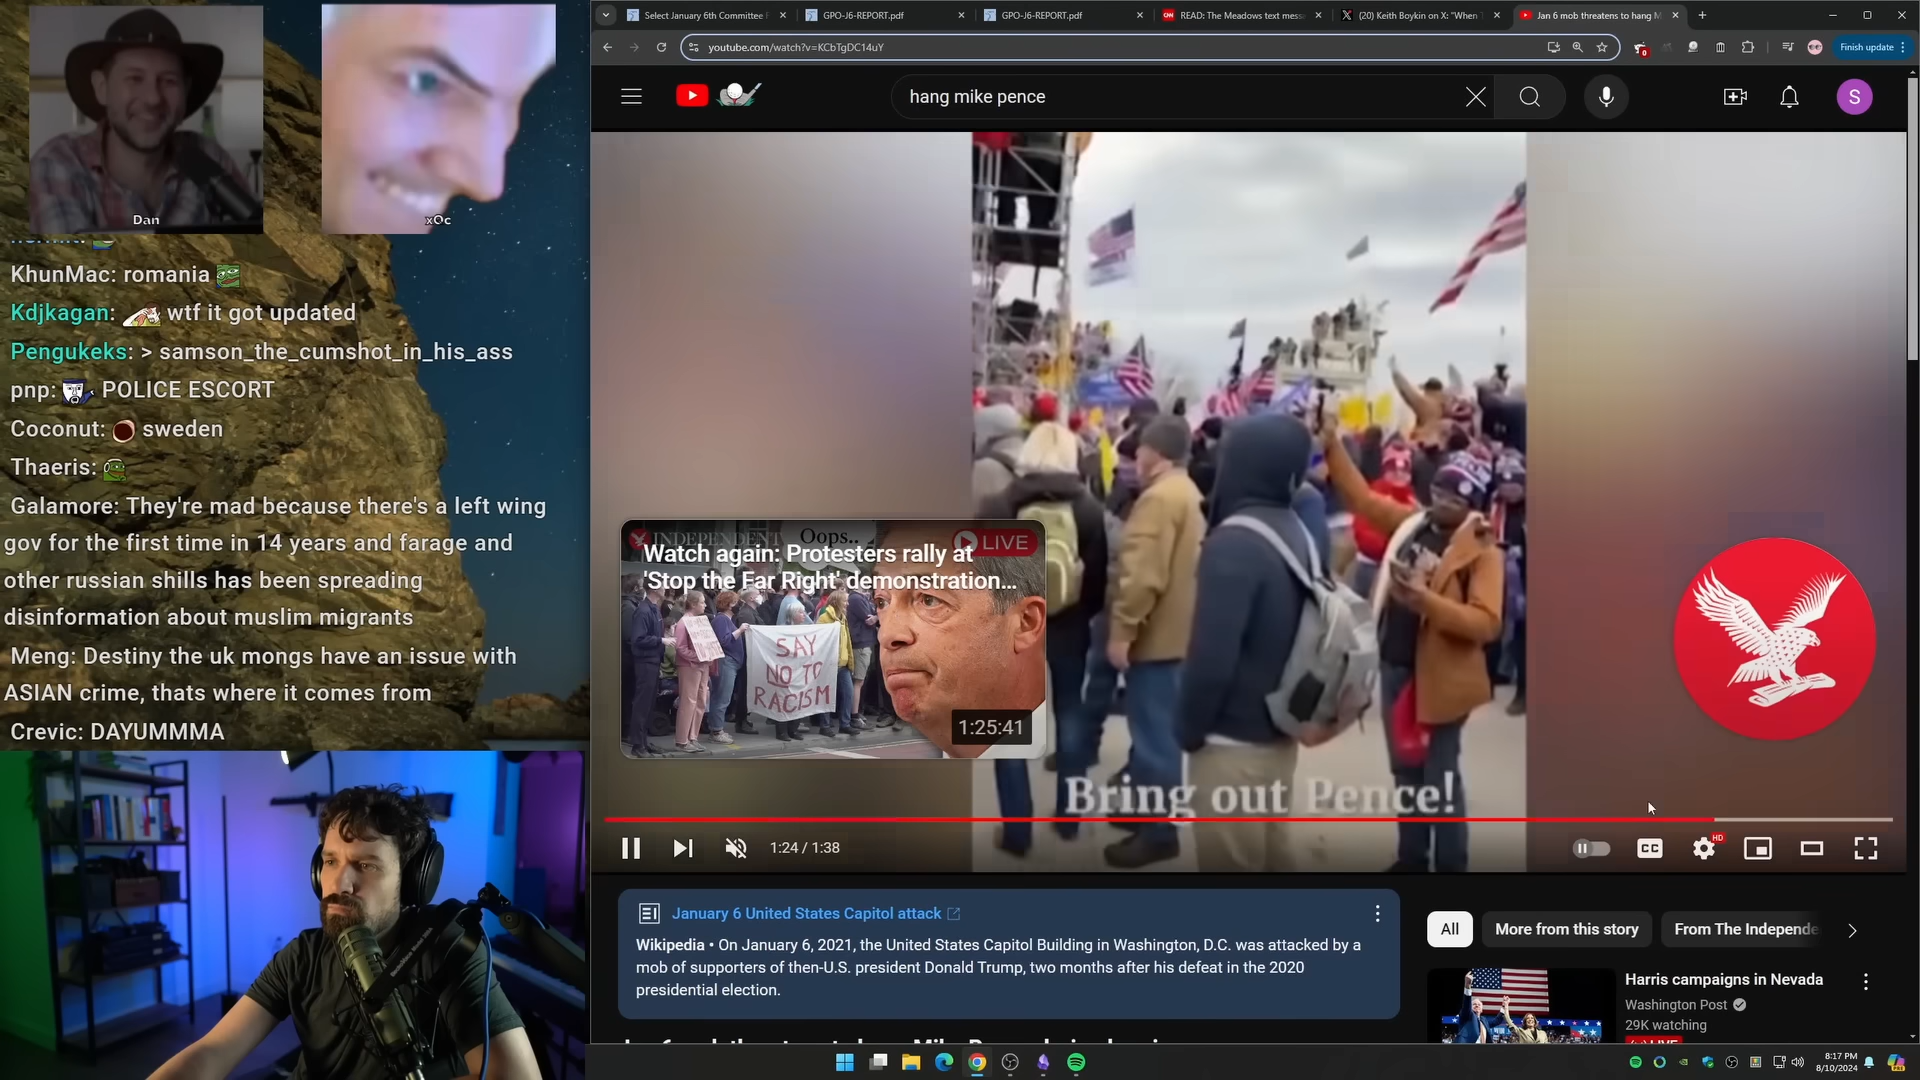 Select January 6th Committee
GPO-J6-REPORT.pdf
GPO-J6-REPORT.pdf
CNN
READ: The Meadows text mess
(20) Keith Boykin on X: "When
Jan 6 mob threatens to hang M
youtube.com/watch?v=KCbTgDC14uY
0
Finish update
hang mike pence
S
Dan
xQc
KhunMac: romania
Kdjkagan: wtf it got updated
Pengukeks: > samson_the_cumshot_in_his_ass
pnp: POLICE ESCORT
Coconut: sweden
Thaeris:
Galamore: They're mad because there's a left wing
gov for the first time in 14 years and farage and
other russian shills has been spreading
disinformation about muslim migrants
Meng: Destiny the uk mongs have an issue with
ASIAN crime, thats where it comes from
Crevic: DAYUMMMA
INDEPENDENT
Oops..
LIVE
Watch again: Protesters rally at
'Stop the Far Right' demonstration...
SAY
NO TO
RACISM
1:25:41
Bring out Pence!
1:24 / 1:38
CC
HD
January 6 United States Capitol attack
Wikipedia • On January 6, 2021, the United States Capitol Building in Washington, D.C. was attacked by a
mob of supporters of then-U.S. president Donald Trump, two months after his defeat in the 2020
presidential election.
All
More from this story
From The Independe
Harris campaigns in Nevada
Washington Post
29K watching
LIVE
8:17 PM
8/10/2024